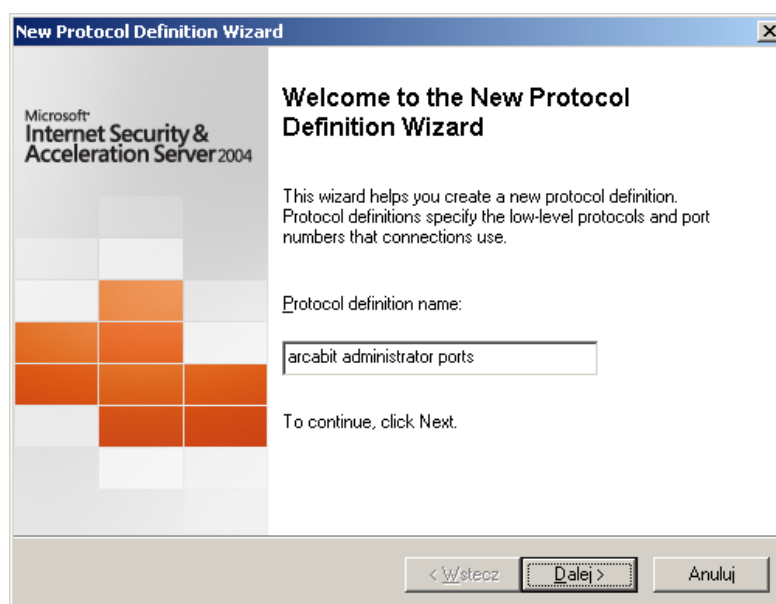 New Protocol Definition Wizard
Microsoft
Internet Security &
Acceleration Server 2004
Welcome to the New Protocol
Definition Wizard
This wizard helps you create a new protocol definition.
Protocol definitions specify the low-level protocols and port
numbers that connections use.
Protocol definition name:
arcabit administrator ports
To continue, click Next.
< Wstecz
Dalej >
Anuluj